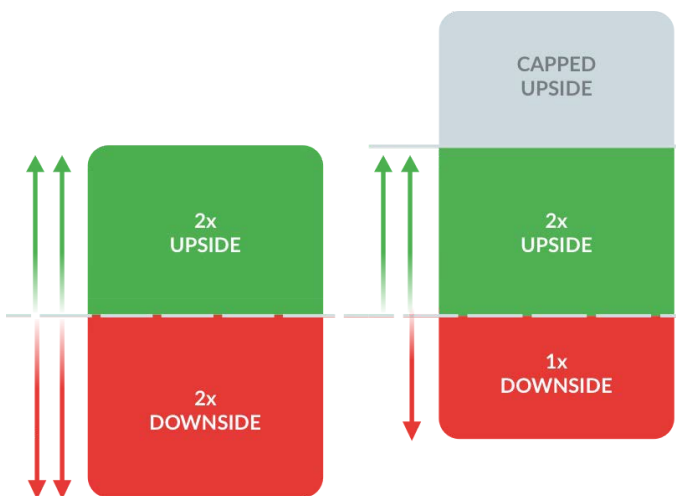 2x
UPSIDE
2x
DOWNSIDE
CAPPED
UPSIDE
2x
UPSIDE
1x
DOWNSIDE